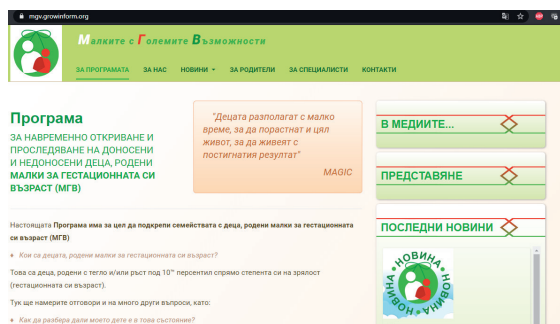 mgv.growinform.org
Малките с Големите Възможности
ЗА ПРОГРАМАТА ЗА НАС НОВИНИ ЗА РОДИТЕЛИ ЗА СПЕЦИАЛИСТИ КОНТАКТИ
Програма
ЗА НАВРЕМЕННО ОТКРИВАНЕ И
ПРОСЛЕДЯВАНЕ НА ДОНОСЕНИ
И НЕДОНОСЕНИ ДЕЦА, РОДЕНИ
МАЛКИ ЗА ГЕСТАЦИОННАТА СИ
ВЪЗРАСТ (МГВ)
"Децата разполагат с малко
време, за да пораснат и цял
живот, за да живеят с
постигнатия резултат"
MAGIC
Настоящата Програма има за цел да подкрепи семействата с деца, родени малки за гестационната
си възраст (МГВ)
Кои са децата, родени малки за гестационната си възраст?
Това са деца, родени с тегло и/или ръст под 10ти персентил спрямо степента си на зрялост
(гестационната си възраст).
Тук ще намерите отговори и на много други въпроси, като:
Как да разбера дали моето дете е в това състояние?
В МЕДИИТЕ...
ПРЕДСТАВЯНЕ
ПОСЛЕДНИ НОВИНИ
НОВИНА НОВИНА НОВИНА